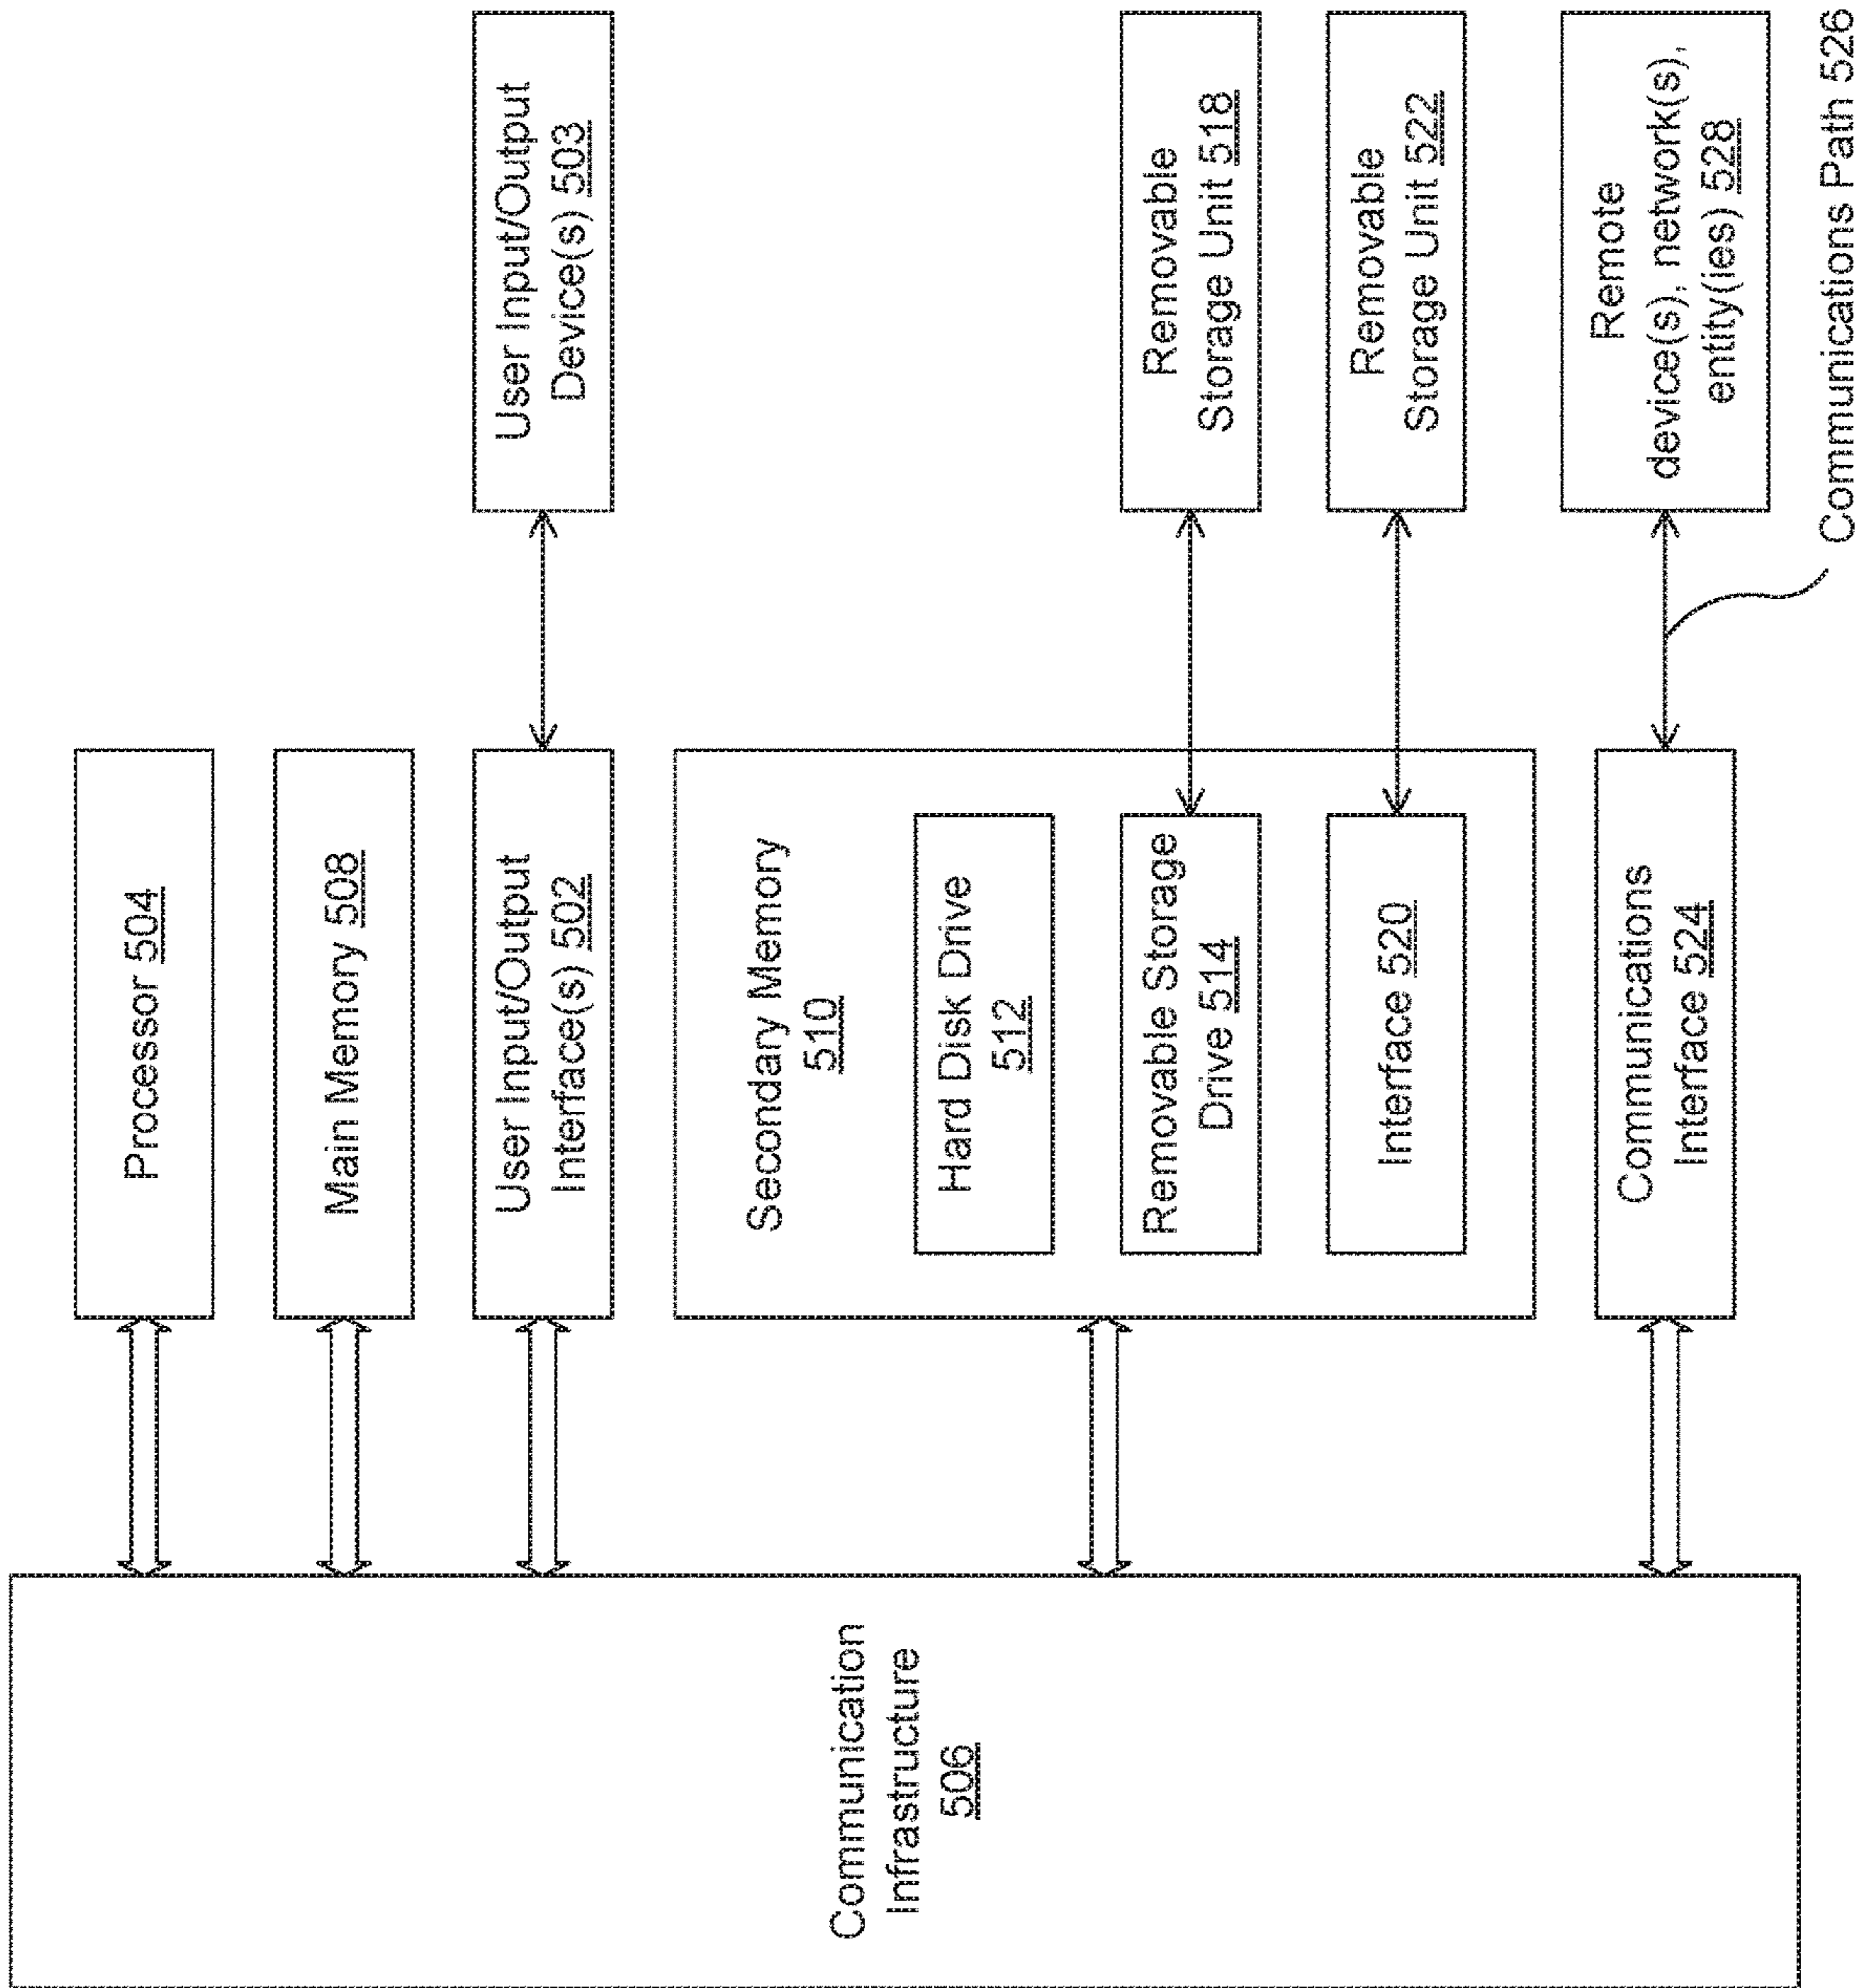 Processor 504
Main Memory 508
User Input/Output
Interface(s) 502
User Input/Output
Device(s) 503
Secondary Memory
510
Hard Disk Drive
512
Removable Storage
Drive 514
Interface 520
Removable
Storage Unit 518
Removable
Storage Unit 522
Communications
Interface 524
Remote
device(s), network(s),
entity(ies) 528
Communications Path 526
Communication
Infrastructure
506